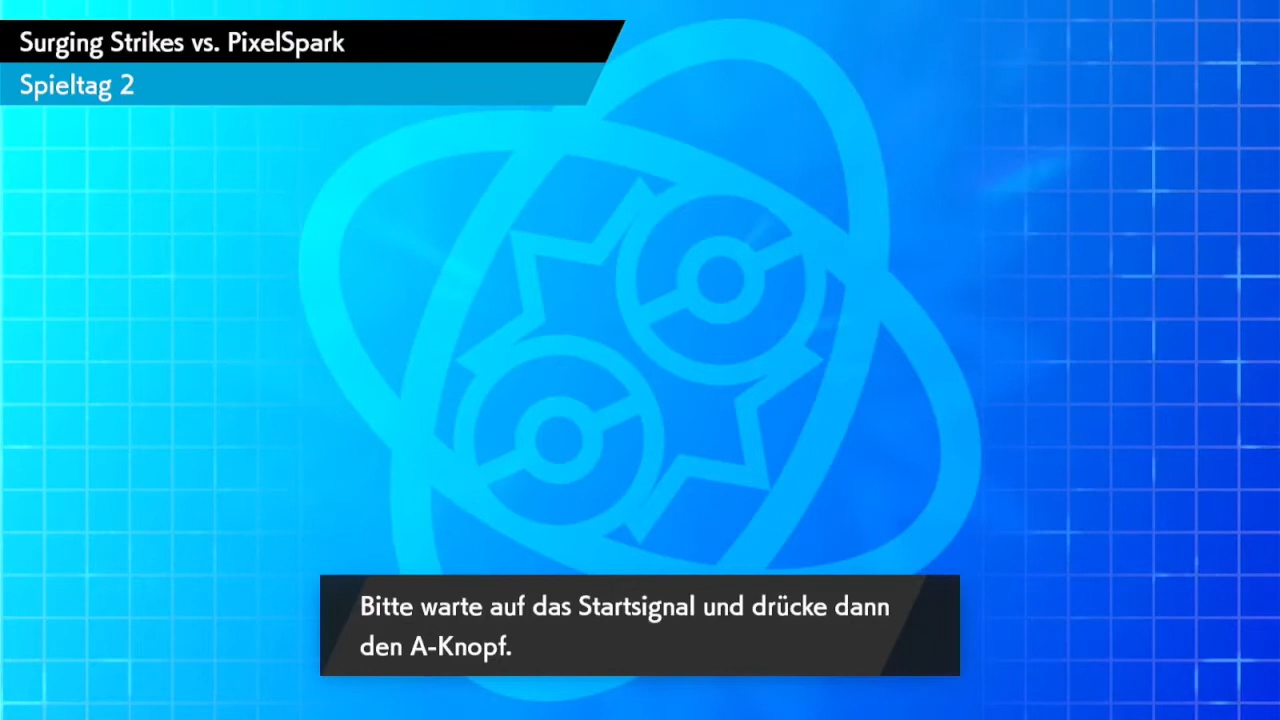 Surging Strikes vs. PixelSpark
Spieltag 2
Bitte warte auf das Startsignal und drücke dann
den A-Knopf.